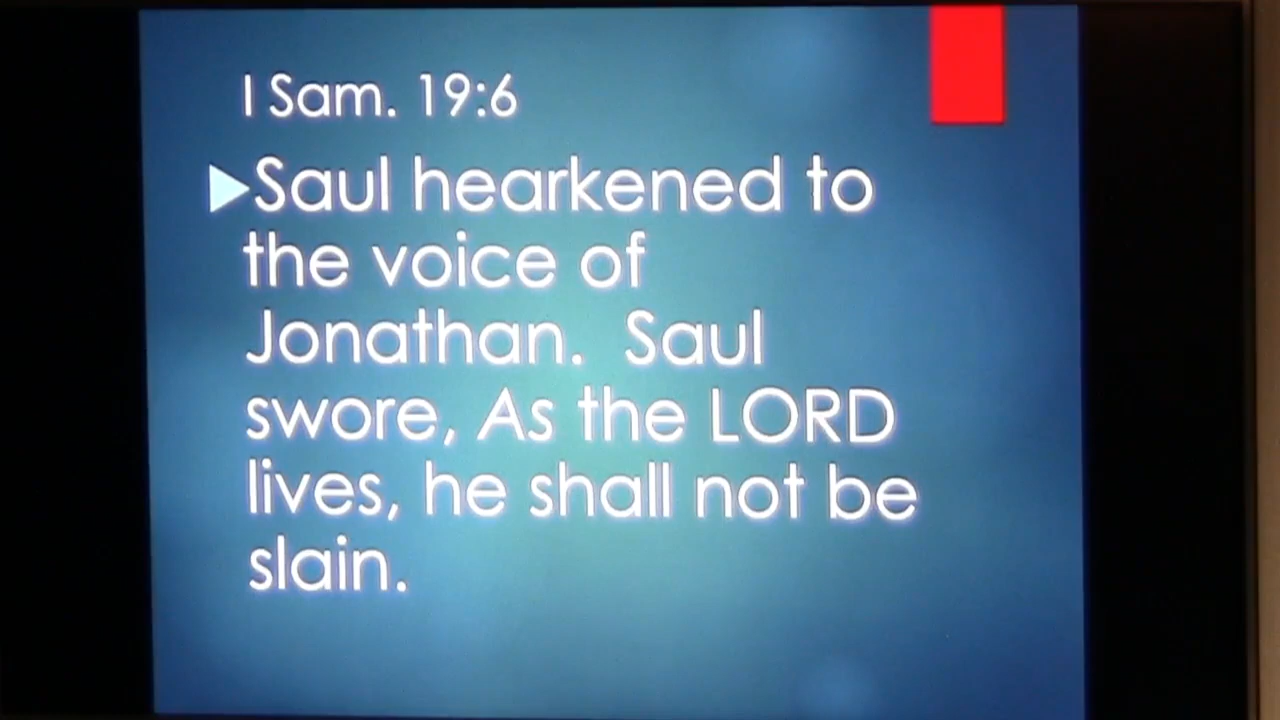 I Sam. 19:6
Saul hearkened to
the voice of
Jonathan.  Saul
swore, As the LORD
lives, he shall not be
slain.